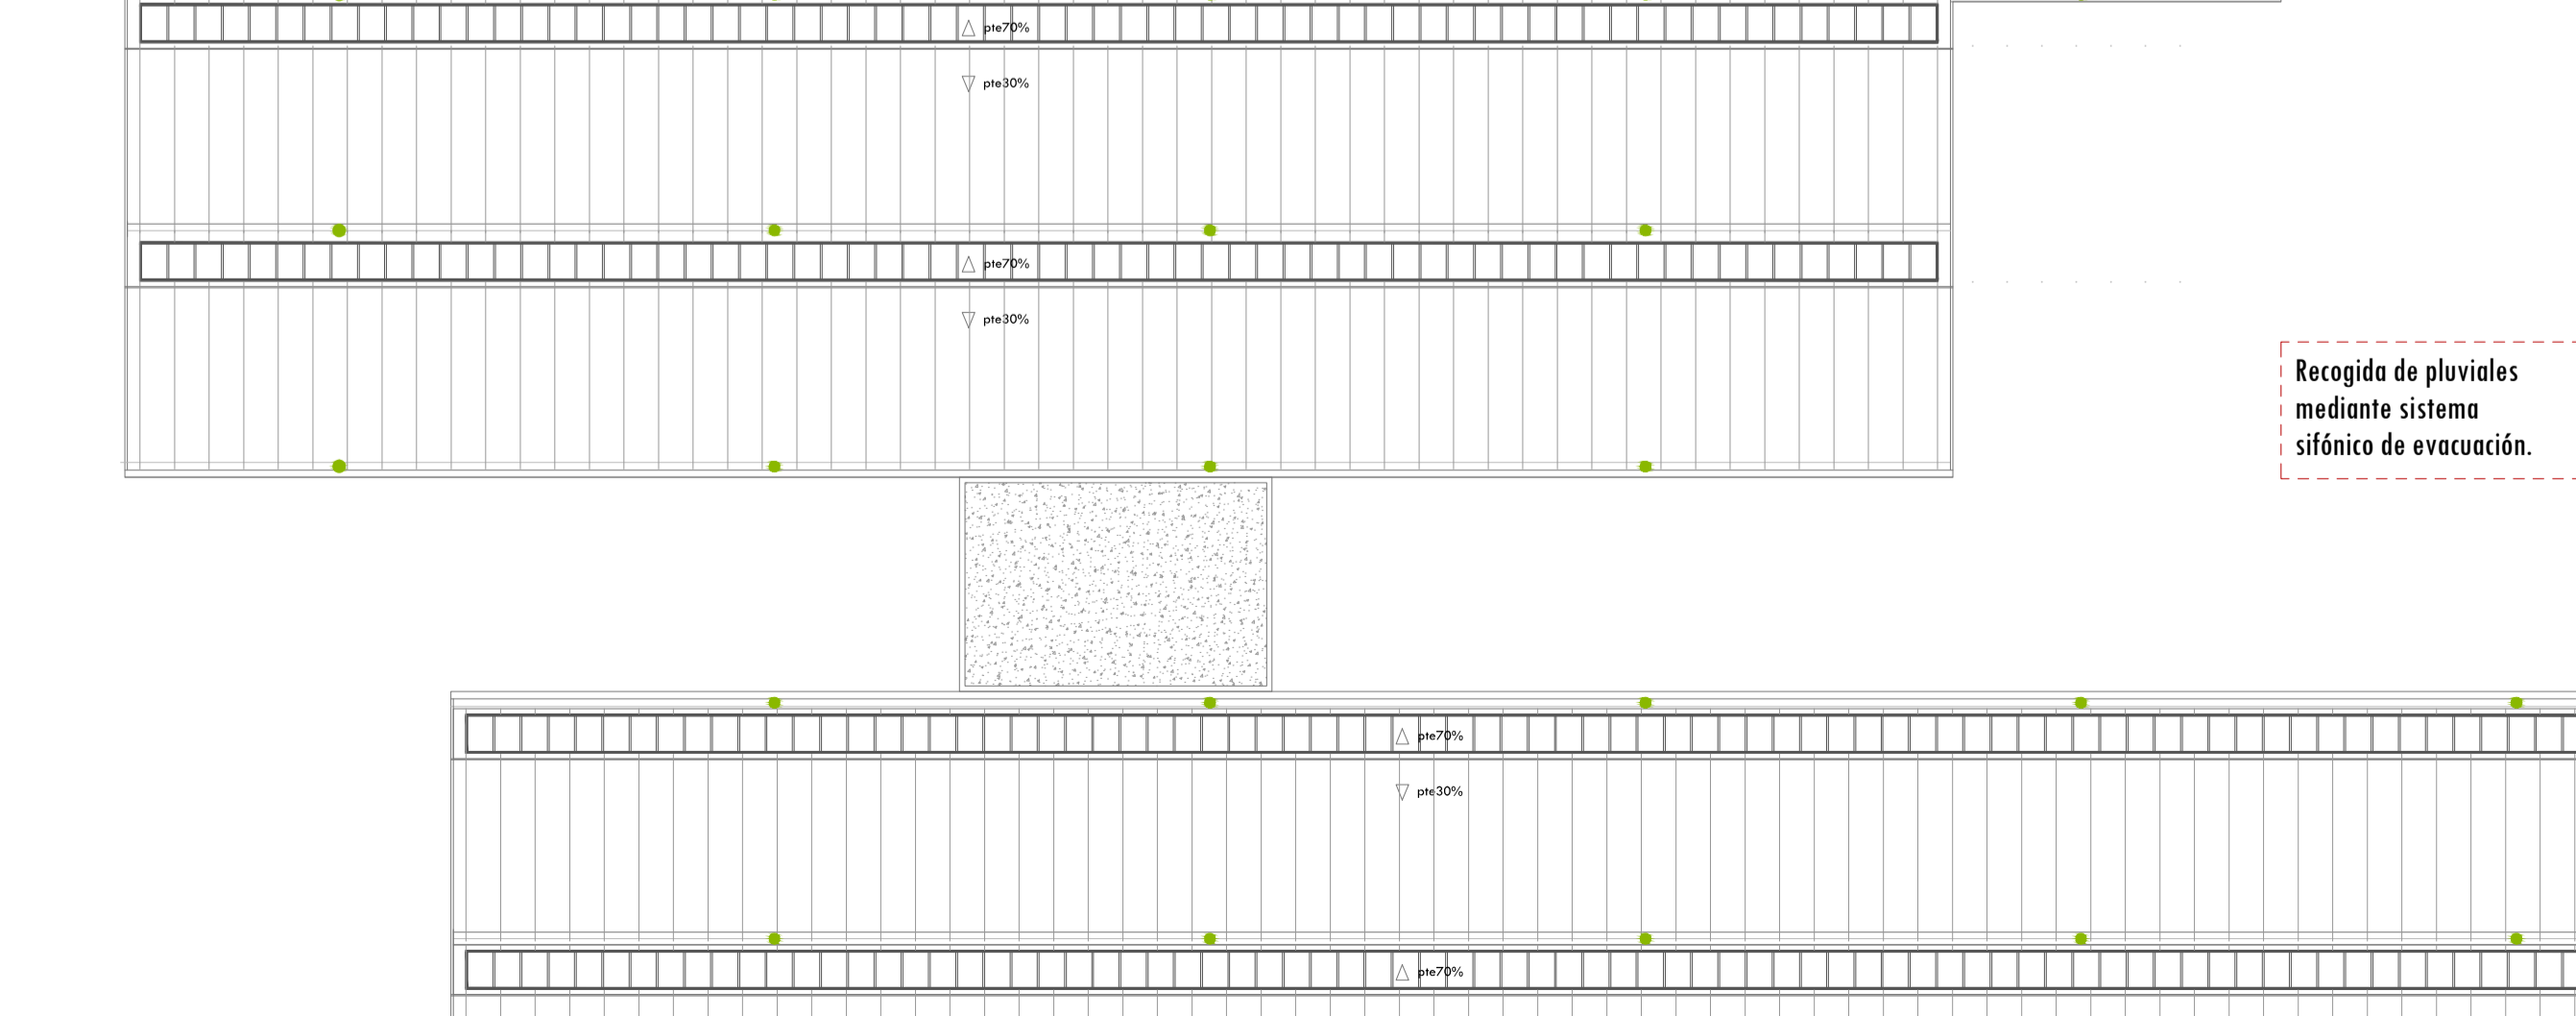 pte70%
pte30%
pte70%
pte30%
Recogida de pluviales
mediante sistema
sifónico de evacuación.
pte70%
pte30%
pte70%